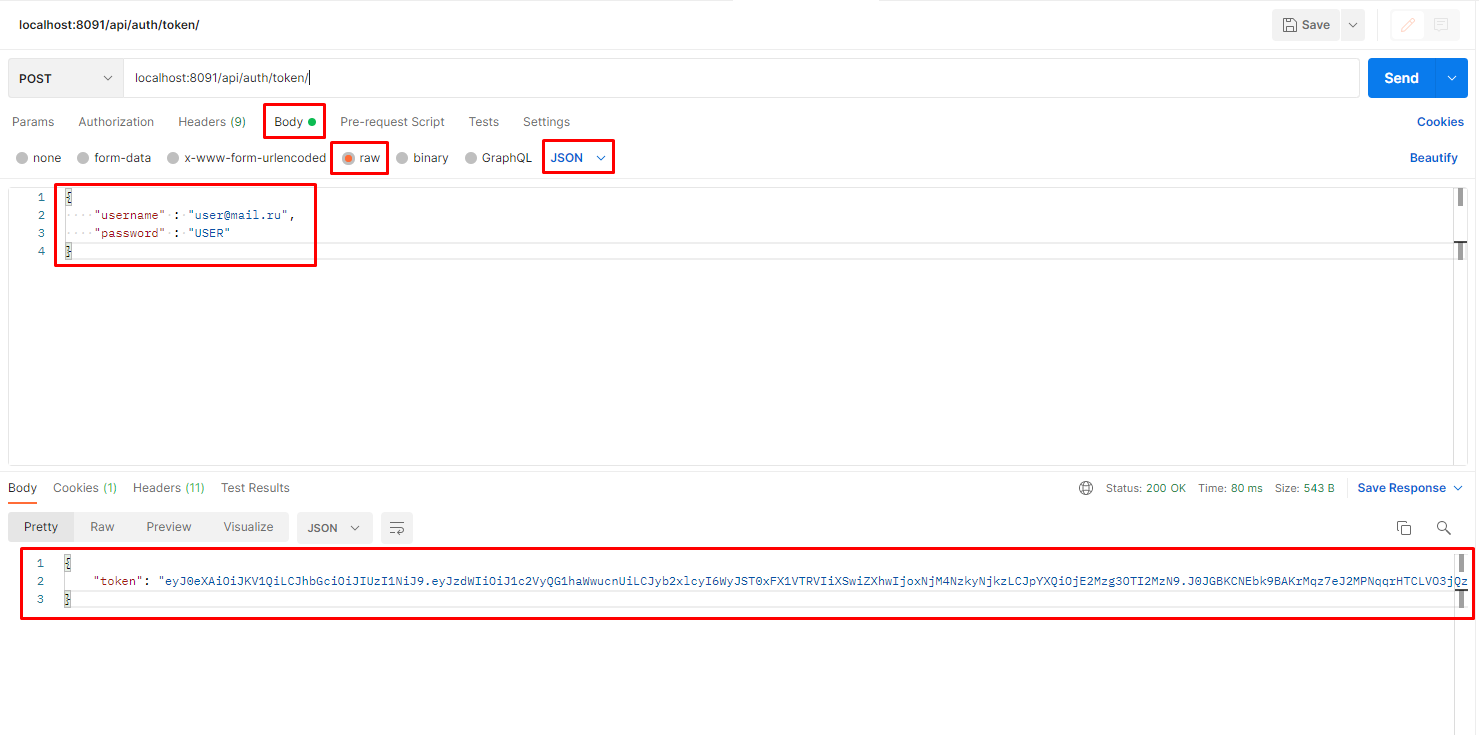 localhost:8091/api/auth/token/
Save
POST
localhost:8091/api/auth/token/
Send
Params Authorization Headers (9) Body Pre-request Script Tests Settings Cookies
none form-data x-www-form-urlencoded raw binary GraphQL JSON Beautify
1 {
2 "username" : "user@mail.ru",
3 "password" : "USER"
4 }
Body Cookies (1) Headers (11) Test Results Status: 200 OK Time: 80 ms Size: 543 B Save Response
Pretty Raw Preview Visualize JSON
1 {
2 "token": "eyJ0eXAiOiJKV1QiLCJhbGciOiJIUzI1NiJ9.eyJzdWIiOiJ1c2VyQG1haWwucnUiLCJyb2xlcyI6WyJST0xFX1VTRVIiXSwiZXhwIjoxNjM4NzkyNjkzLCJpYXQiOjE2Mzg3OTI2MzN9.J0JGBKCNEbk9BAKrMqz7eJ2MPNqqrHTCLVO3jQz
3 }